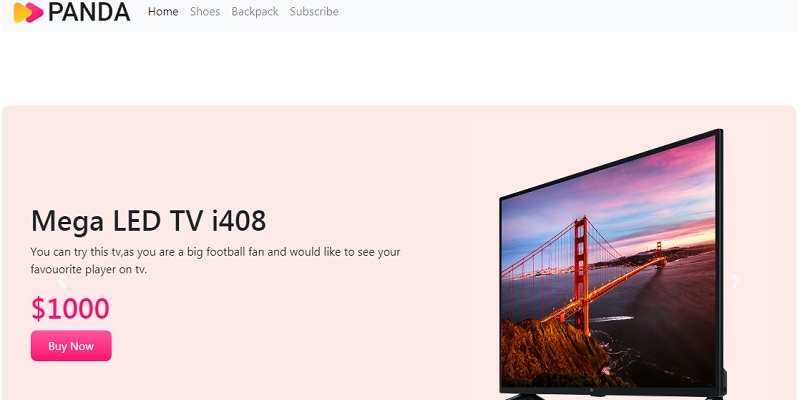 PANDA Home Shoes Backpack Subscribe
Mega LED TV i408
You can try this tv,as you are a big football fan and would like to see your
favouorite player on tv.
$1000
Buy Now